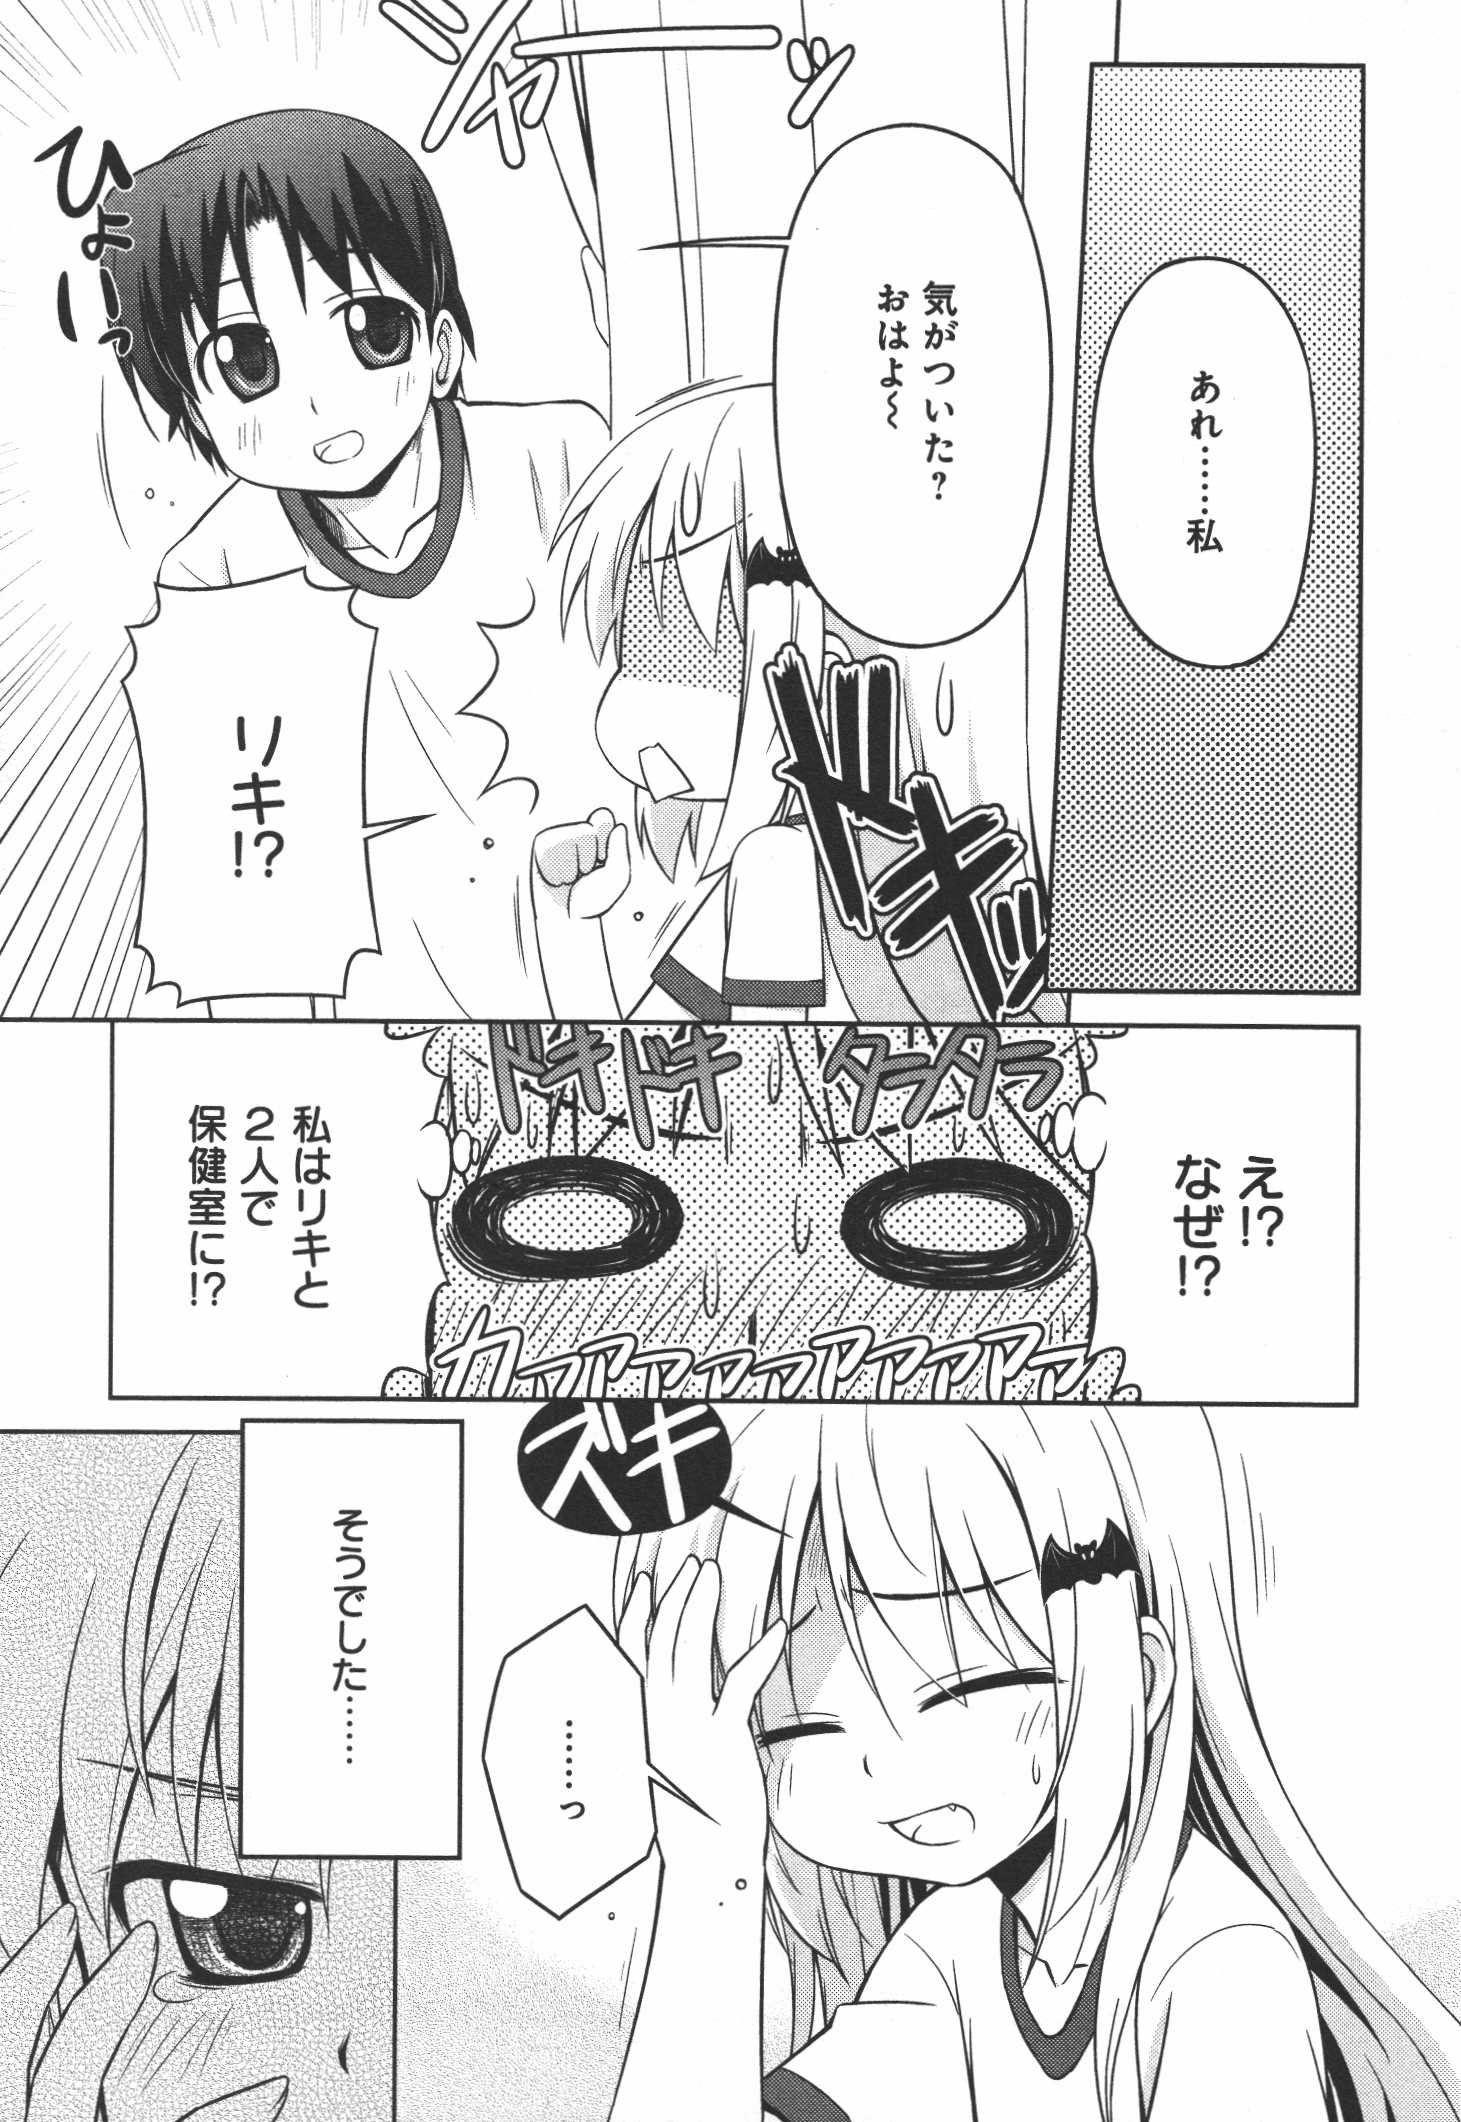 あれ……私
気がついた？
おはよ～
シャーッ
ひょいっ
ドキッ
リキ！？
え！？
なぜ！？
タラタラ
ドキドキ
カァァァァァァァァァァ
私はリキと
２人で
保健室に！？
ズキ
……っ
そうでした……